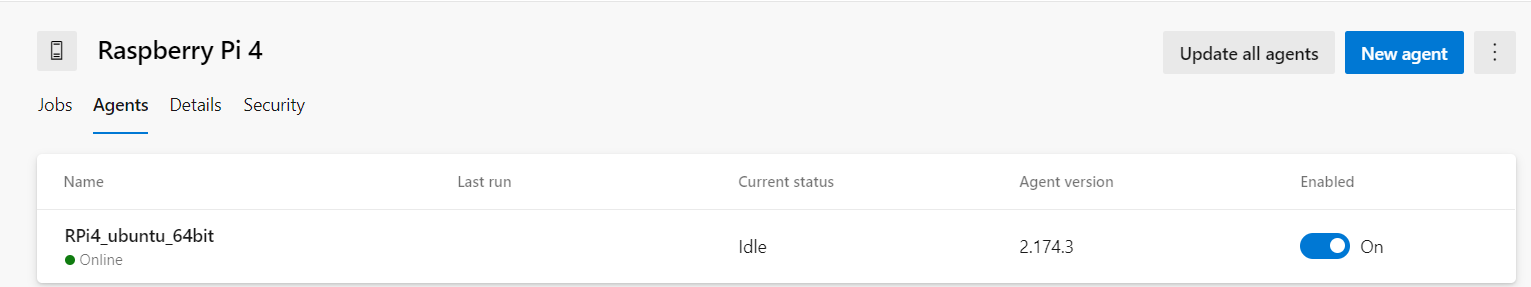 Raspberry Pi 4
Update all agents
New agent
Jobs Agents Details Security
Name Last run Current status Agent version Enabled
RPi4_ubuntu_64bit
Online
Idle 2.174.3 On